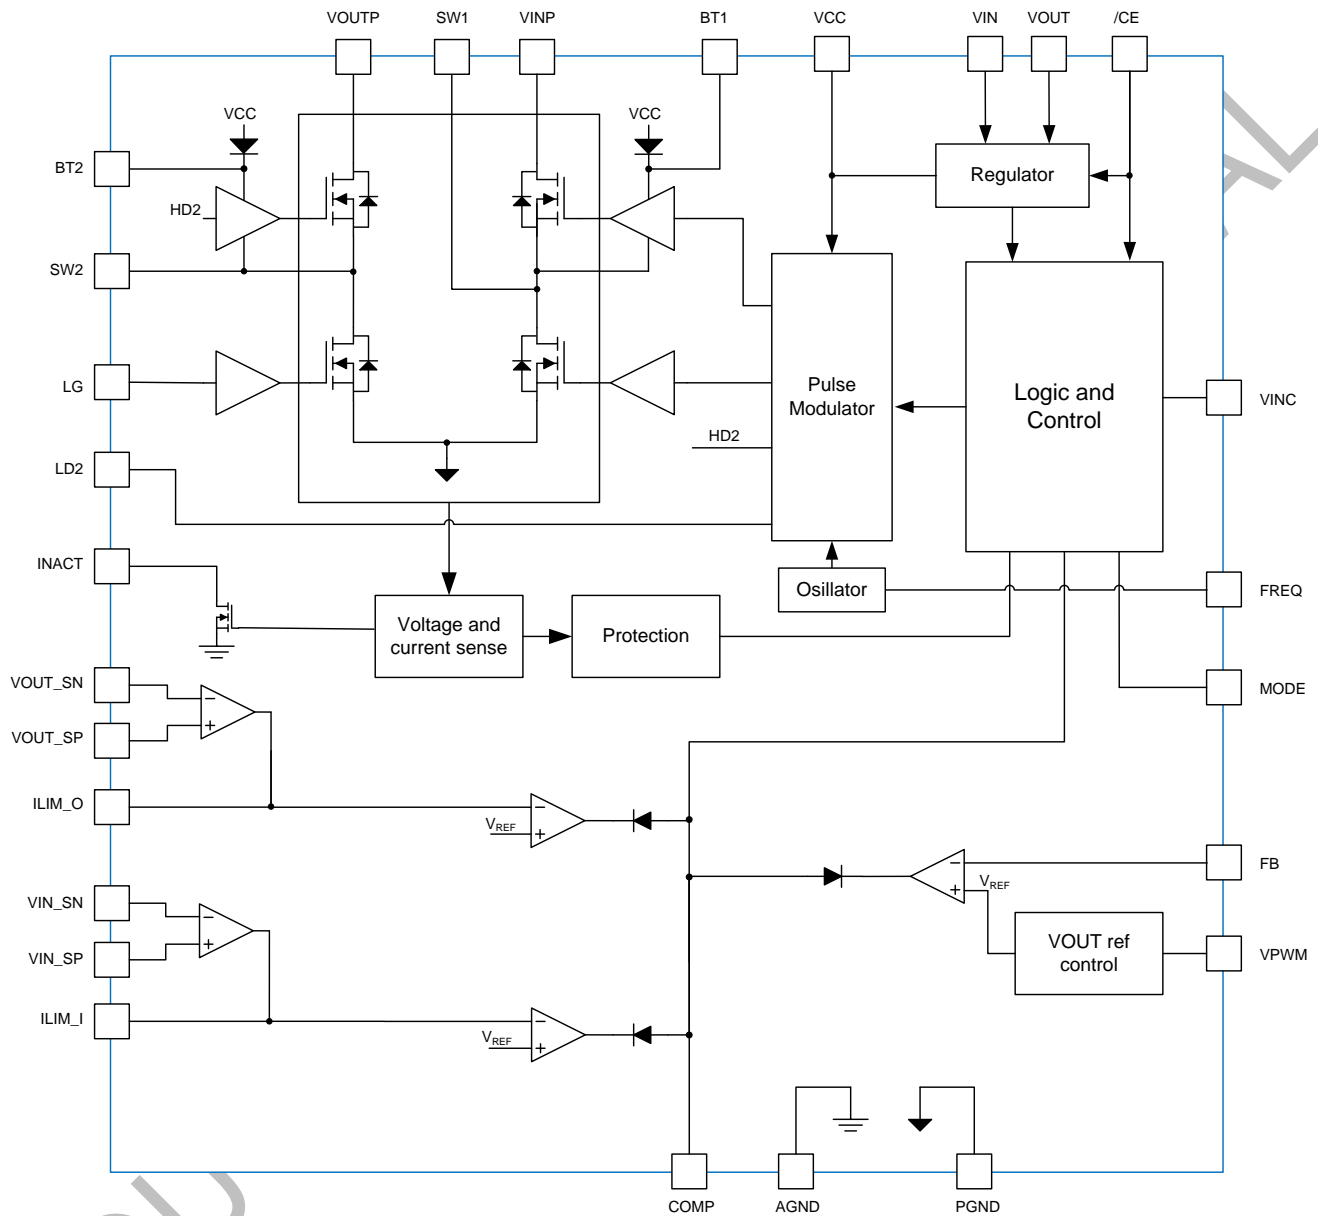 VOUTP
SW1
VINP
BT1
VCC
VIN
VOUT
/CE
VCC
VCC
BT2
Regulator
HD2
SW2
LG
Pulse
Modulator
Logic and
Control
VINC
HD2
LD2
INACT
Osillator
FREQ
Voltage and
current sense
Protection
VOUT_SN
MODE
VOUT_SP
ILIM_O
VREF
FB
VREF
VIN_SN
VOUT ref
control
VIN_SP
VPWM
ILIM_I
VREF
COMP
AGND
PGND